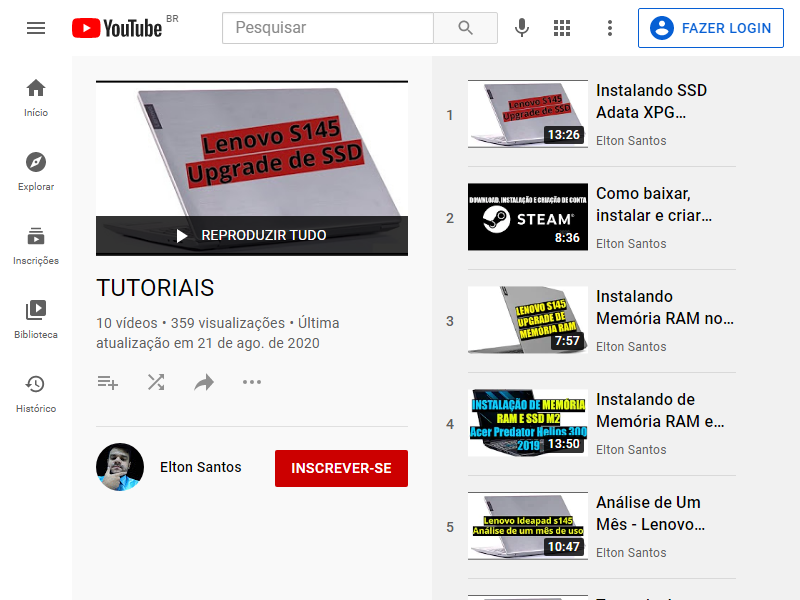 YouTube BR
Pesquisar
FAZER LOGIN
Início
Explorar
Inscrições
Biblioteca
Histórico
Lenovo S145
Upgrade de SSD
REPRODUZIR TUDO
TUTORIAIS
10 vídeos • 359 visualizações • Última
atualização em 21 de ago. de 2020
Elton Santos
INSCREVER-SE
1
Lenovo S145
Upgrade de SSD
13:26
Instalando SSD
Adata XPG...
Elton Santos
2
DOWNLOAD, INSTALAÇÃO E CRIAÇÃO DE CONTA
STEAM
8:36
Como baixar,
instalar e criar...
Elton Santos
3
LENOVO S145
UPGRADE DE
MEMÓRIA RAM
7:57
Instalando
Memória RAM no...
Elton Santos
4
INSTALAÇÃO DE MEMÓRIA
RAM E SSD M2
Acer Predator Helios 300
2019
13:50
Instalando de
Memória RAM e...
Elton Santos
5
Lenovo Ideapad s145
Análise de um mês de uso
10:47
Análise de Um
Mês - Lenovo...
Elton Santos